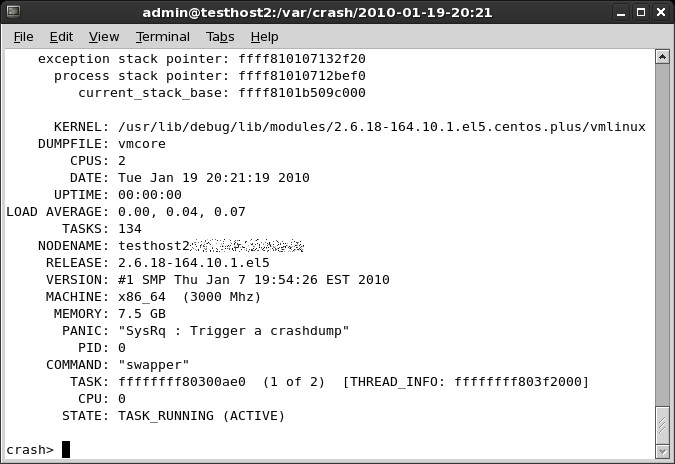 admin@testhost2:/var/crash/2010-01-19-20:21
File Edit View Terminal Tabs Help
exception stack pointer: ffff810107132f20
process stack pointer: ffff81010712bef0
current_stack_base: ffff8101b509c000
KERNEL: /usr/lib/debug/lib/modules/2.6.18-164.10.1.el5.centos.plus/vmlinux
DUMPFILE: vmcore
CPUS: 2
DATE: Tue Jan 19 20:21:19 2010
UPTIME: 00:00:00
LOAD AVERAGE: 0.00, 0.04, 0.07
TASKS: 134
NODENAME: testhost2
RELEASE: 2.6.18-164.10.1.el5
VERSION: #1 SMP Thu Jan 7 19:54:26 EST 2010
MACHINE: x86_64 (3000 Mhz)
MEMORY: 7.5 GB
PANIC: "SysRq : Trigger a crashdump"
PID: 0
COMMAND: "swapper"
TASK: ffffffff80300ae0 (1 of 2) [THREAD_INFO: ffffffff803f2000]
CPU: 0
STATE: TASK_RUNNING (ACTIVE)
crash>